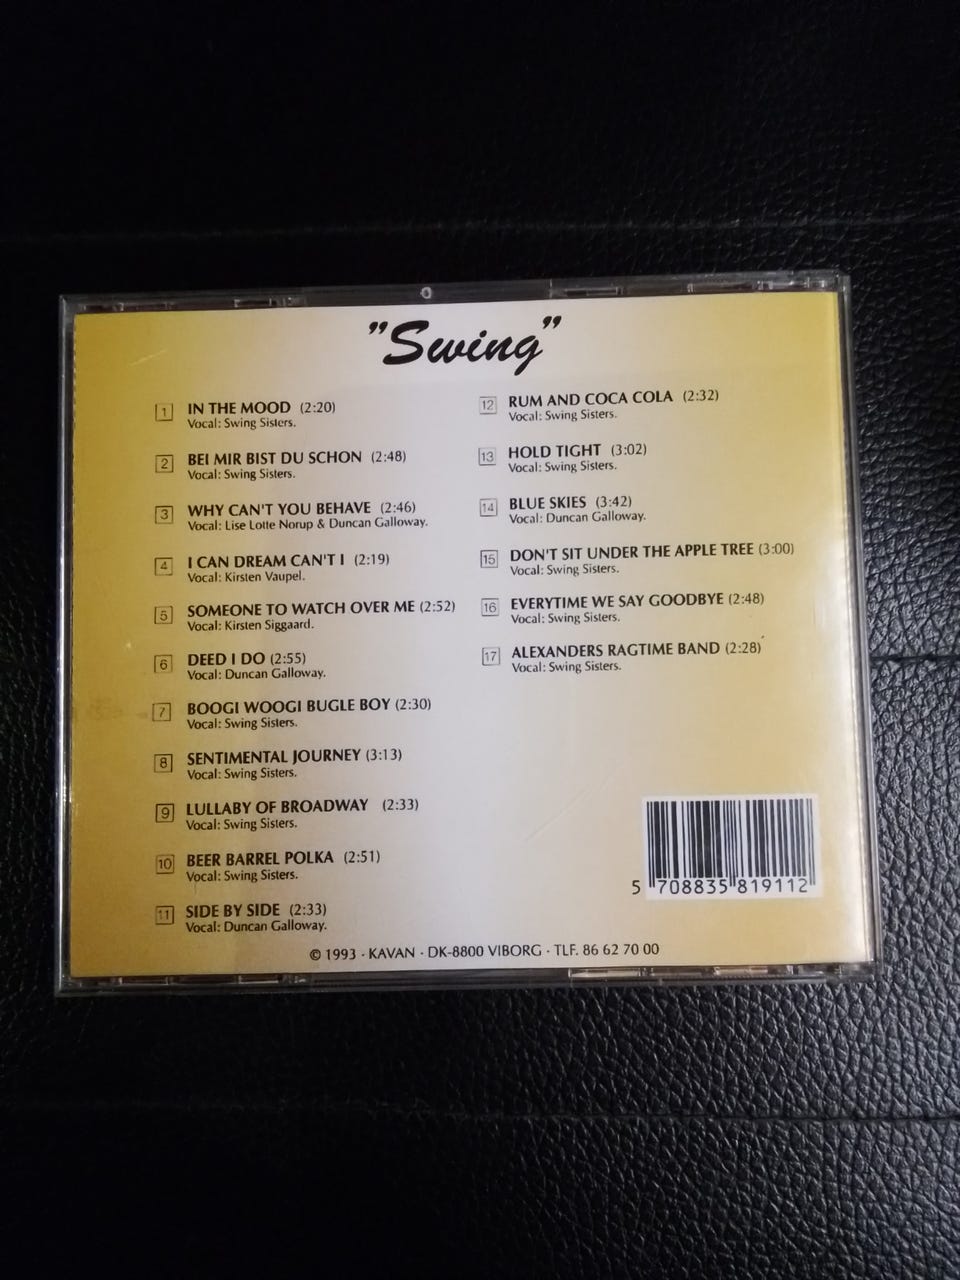 "Swing"
1 IN THE MOOD (2:20)
Vocal: Swing Sisters.
2 BEI MIR BIST DU SCHON (2:48)
Vocal: Swing Sisters.
3 WHY CAN'T YOU BEHAVE (2:46)
Vocal: Lise Lotte Norup & Duncan Galloway.
4 I CAN DREAM CAN'T I (2:19)
Vocal: Kirsten Vaupel.
5 SOMEONE TO WATCH OVER ME (2:52)
Vocal: Kirsten Siggaard.
6 DEED I DO (2:55)
Vocal: Duncan Galloway.
7 BOOGI WOOGI BUGLE BOY (2:30)
Vocal: Swing Sisters.
8 SENTIMENTAL JOURNEY (3:13)
Vocal: Swing Sisters.
9 LULLABY OF BROADWAY (2:33)
Vocal: Swing Sisters.
10 BEER BARREL POLKA (2:51)
Vocal: Swing Sisters.
11 SIDE BY SIDE (2:33)
Vocal: Duncan Galloway.
12 RUM AND COCA COLA (2:32)
Vocal: Swing Sisters.
13 HOLD TIGHT (3:02)
Vocal: Swing Sisters.
14 BLUE SKIES (3:42)
Vocal: Duncan Galloway.
15 DON'T SIT UNDER THE APPLE TREE (3:00)
Vocal: Swing Sisters.
16 EVERYTIME WE SAY GOODBYE (2:48)
Vocal: Swing Sisters.
17 ALEXANDERS RAGTIME BAND (2:28)
Vocal: Swing Sisters.
5 708835 819112
© 1993 · KAVAN · DK-8800 VIBORG · TLF. 86 62 70 00